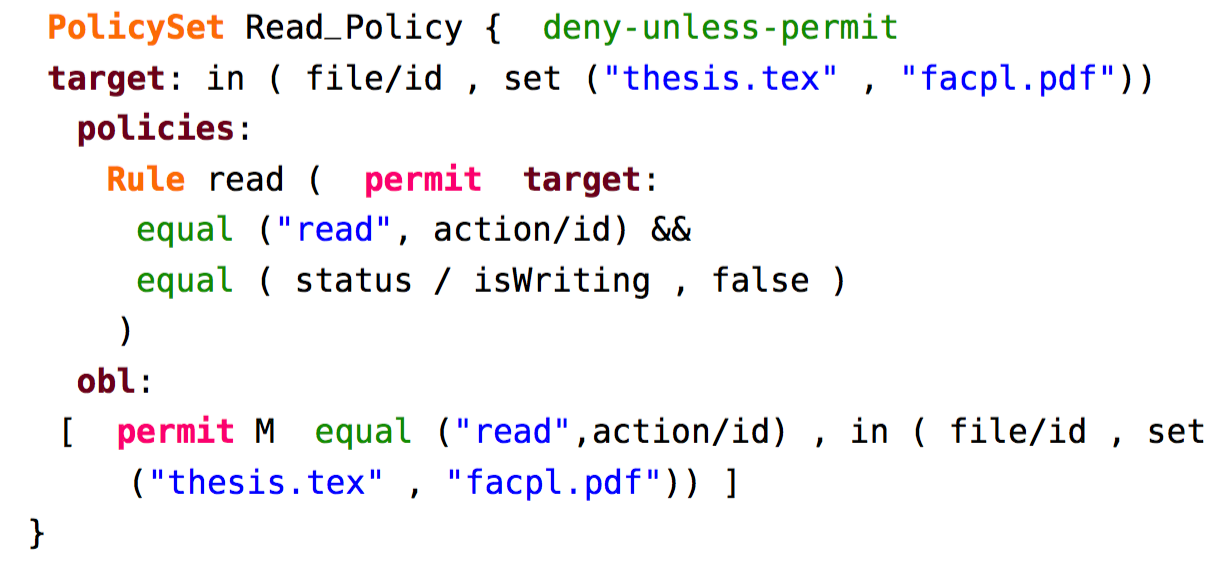 PolicySet Read_Policy { deny-unless-permit
target: in ( file/id , set ("thesis.tex" , "facpl.pdf"))
policies:
Rule read ( permit target:
equal ("read", action/id) &&
equal ( status / isWriting , false )
)
obl:
[ permit M equal ("read",action/id) , in ( file/id , set
("thesis.tex" , "facpl.pdf")) ]
}